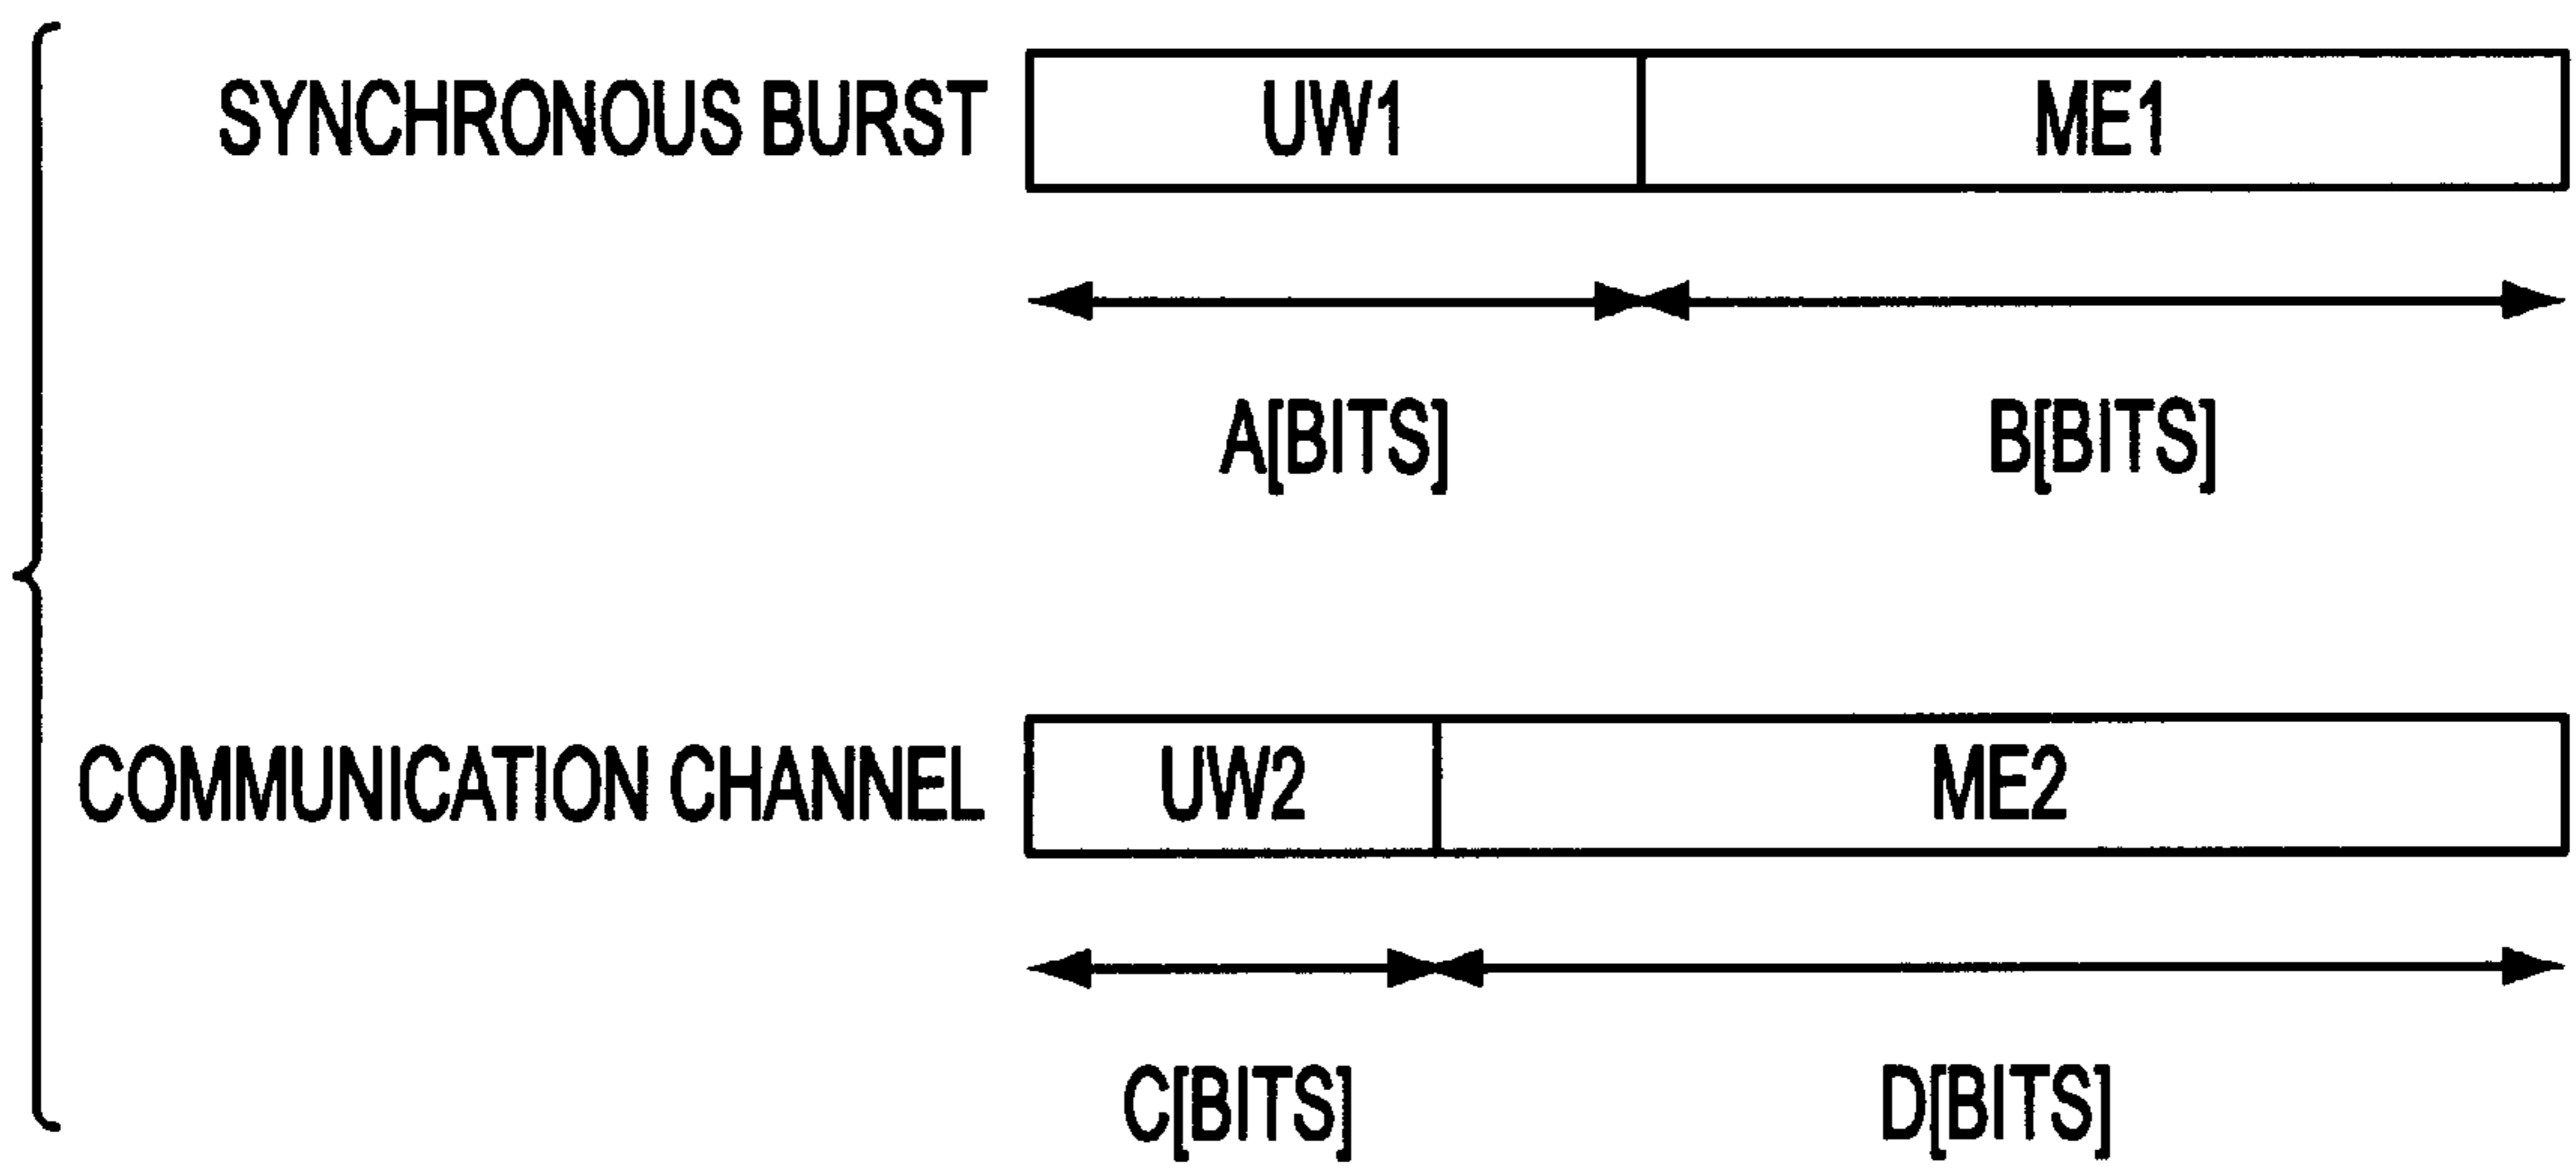 SYNCHRONOUS BURST UW1 ME1
A[BITS] B[BITS]
COMMUNICATION CHANNEL UW2 ME2
C[BITS] D[BITS]